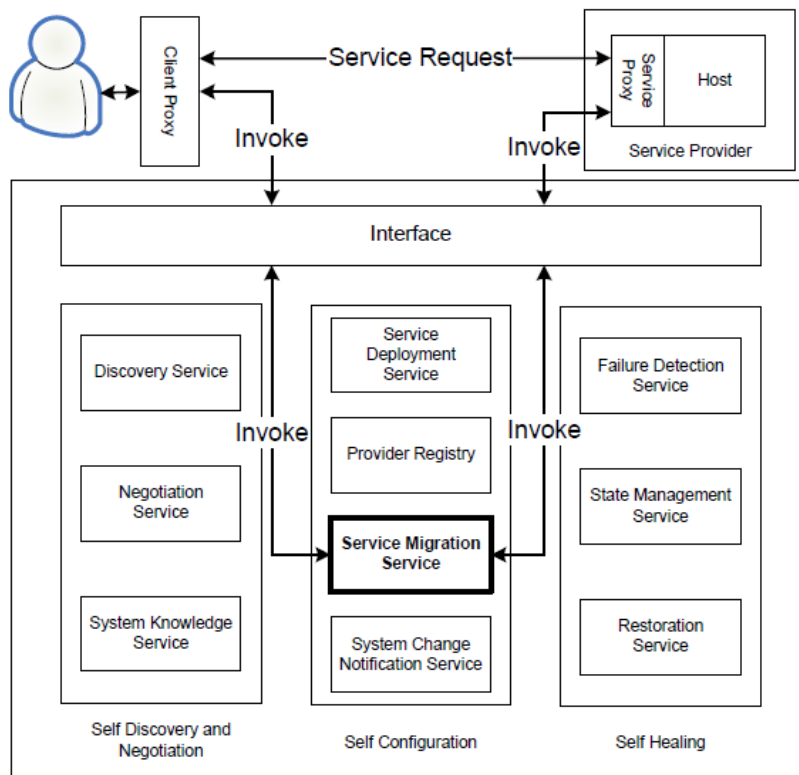 Client Proxy
Service Request
Service
Proxy
Host
Service Provider
Invoke
Invoke
Interface
Discovery Service
Negotiation
Service
System Knowledge
Service
Self Discovery and
Negotiation
Invoke
Service
Deployment
Service
Provider Registry
Service Migration
Service
System Change
Notification Service
Self Configuration
Invoke
Failure Detection
Service
State Management
Service
Restoration
Service
Self Healing